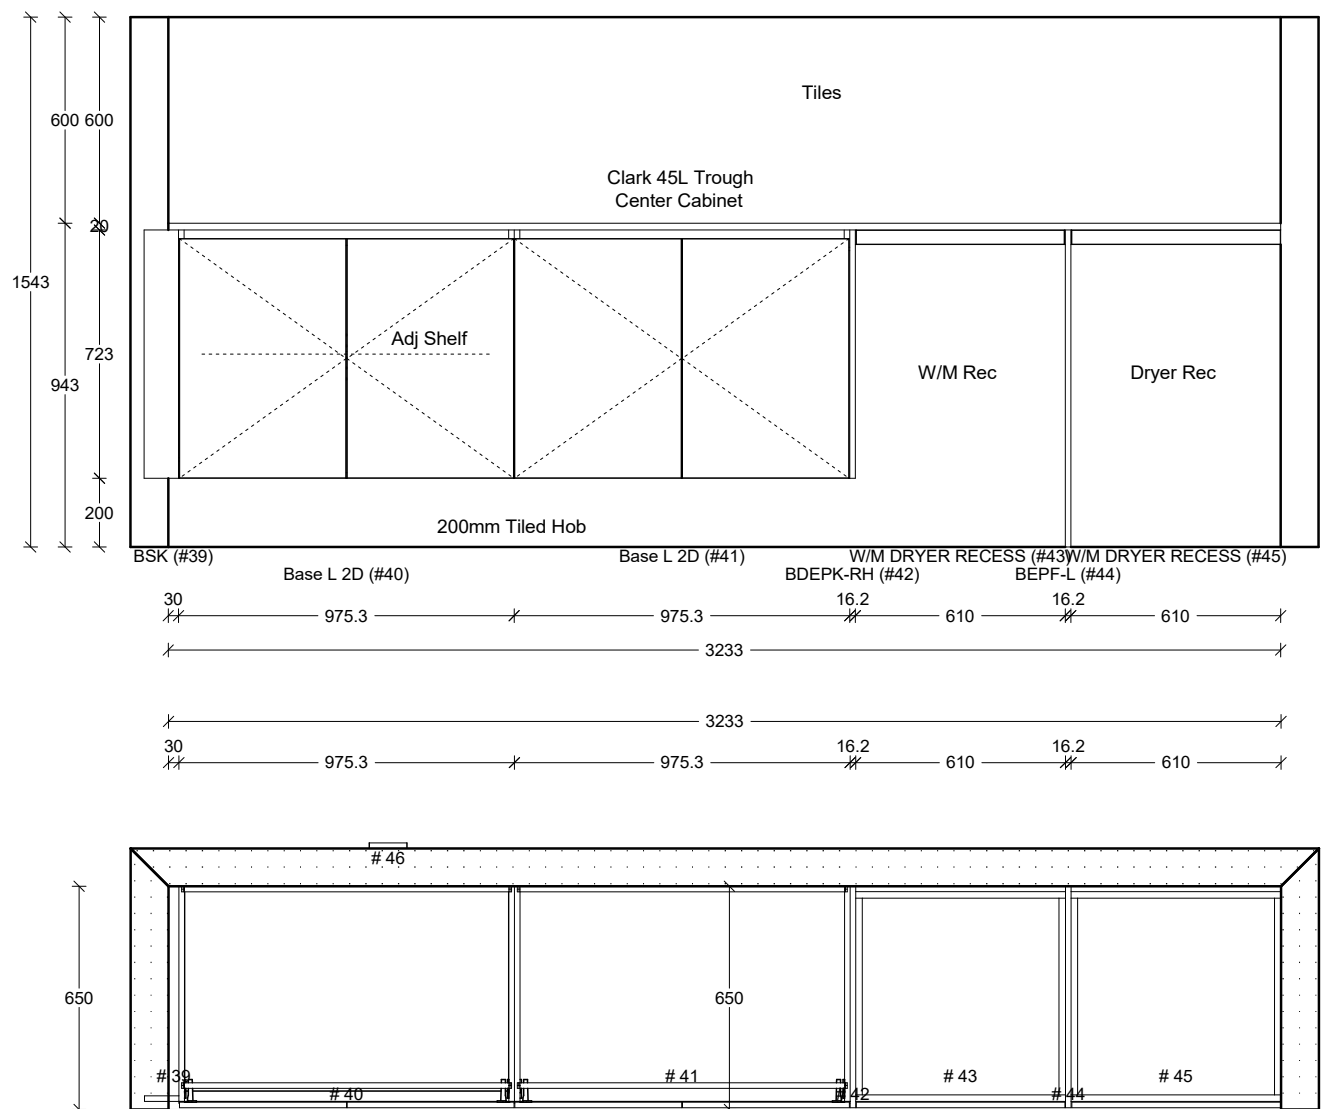 Tiles
600 600
Clark 45L Trough
Center Cabinet
20
1543
Adj Shelf
723
W/M Rec
Dryer Rec
943
200
200mm Tiled Hob
BSK (#39)
Base L 2D (#41)
W/M DRYER RECESS (#43)
W/M DRYER RECESS (#45)
Base L 2D (#40)
BDEPK-RH (#42)
BEPF-L (#44)
30
16.2
16.2
975.3
975.3
610
610
3233
3233
30
16.2
16.2
975.3
975.3
610
610
# 46
650
650
# 39
# 41
# 43
# 45
# 40
# 42
# 44